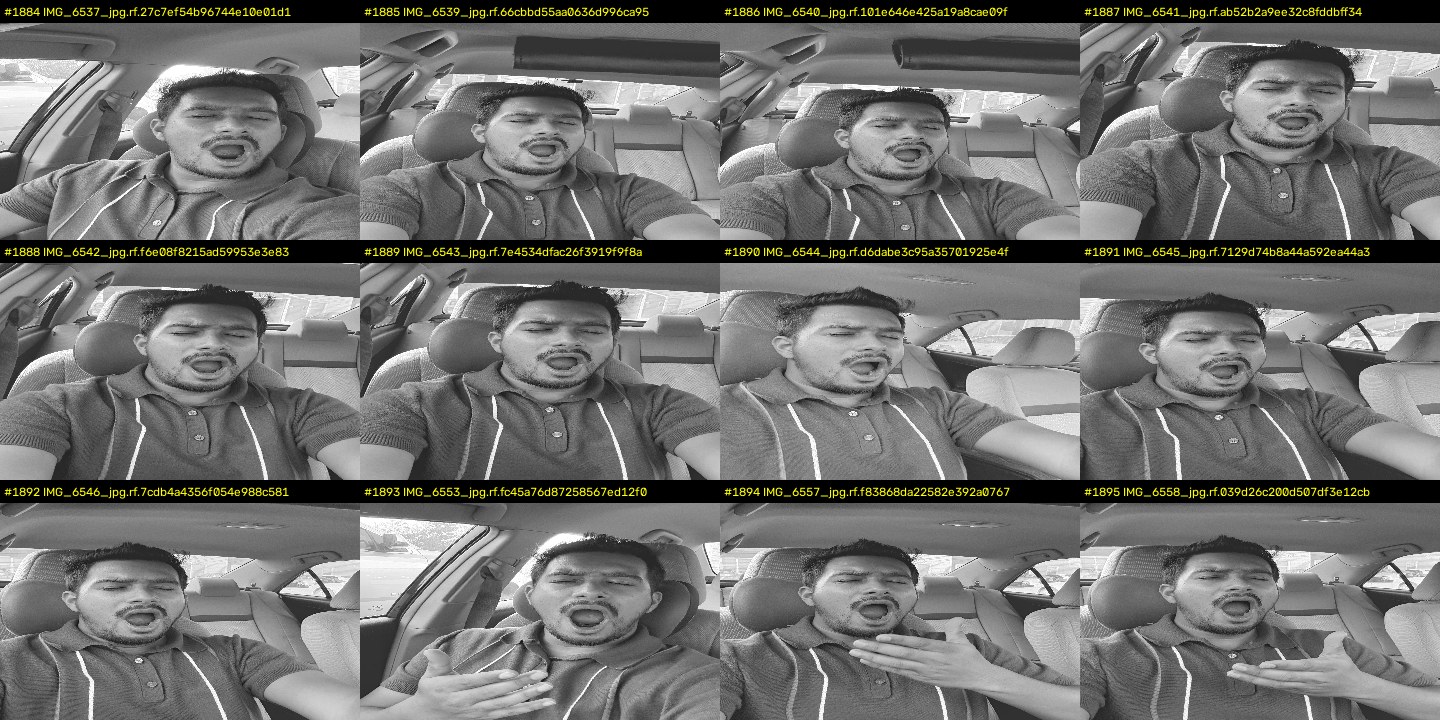 #1884 IMG_6537_jpg.rf.27c7ef54b96744e10e01d1
#1885 IMG_6539_jpg.rf.66cbbd55aa0636d996ca95
#1886 IMG_6540_jpg.rf.101e646e425a19a8cae09f
#1887 IMG_6541_jpg.rf.ab52b2a9ee32c8fddbff34
#1888 IMG_6542_jpg.rf.f6e08f8215ad59953e3e83
#1889 IMG_6543_jpg.rf.7e4534dfac26f3919f9f8a
#1890 IMG_6544_jpg.rf.d6dabe3c95a35701925e4f
#1891 IMG_6545_jpg.rf.7129d74b8a44a592ea44a3
#1892 IMG_6546_jpg.rf.7cdb4a4356f054e988c581
#1893 IMG_6553_jpg.rf.fc45a76d87258567ed12f0
#1894 IMG_6557_jpg.rf.f83868da22582e392a0767
#1895 IMG_6558_jpg.rf.039d26c200d507df3e12cb